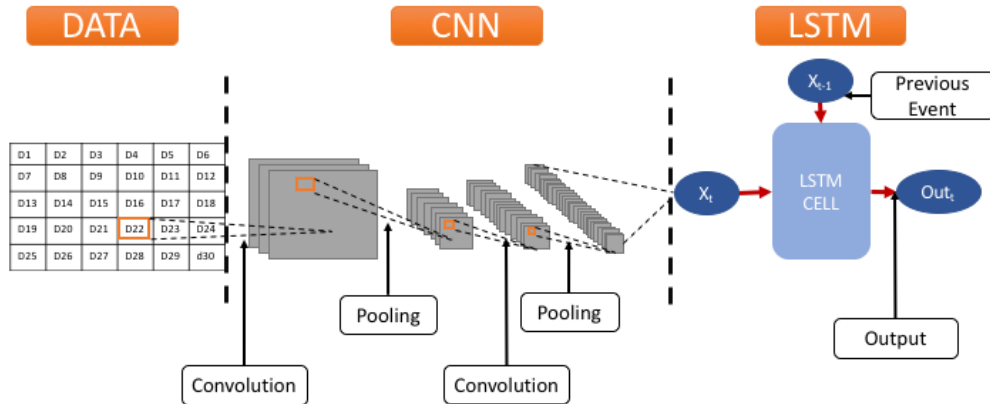 DATA
CNN
LSTM
X t-1
Previous
Event
D1 D2 D3 D4 D5 D6
D7 D8 D9 D10 D11 D12
D13 D14 D15 D16 D17 D18
D19 D20 D21 D22 D23 D24
D25 D26 D27 D28 D29 d30
Xt
LSTM
CELL
Outt
Pooling
Pooling
Output
Convolution
Convolution